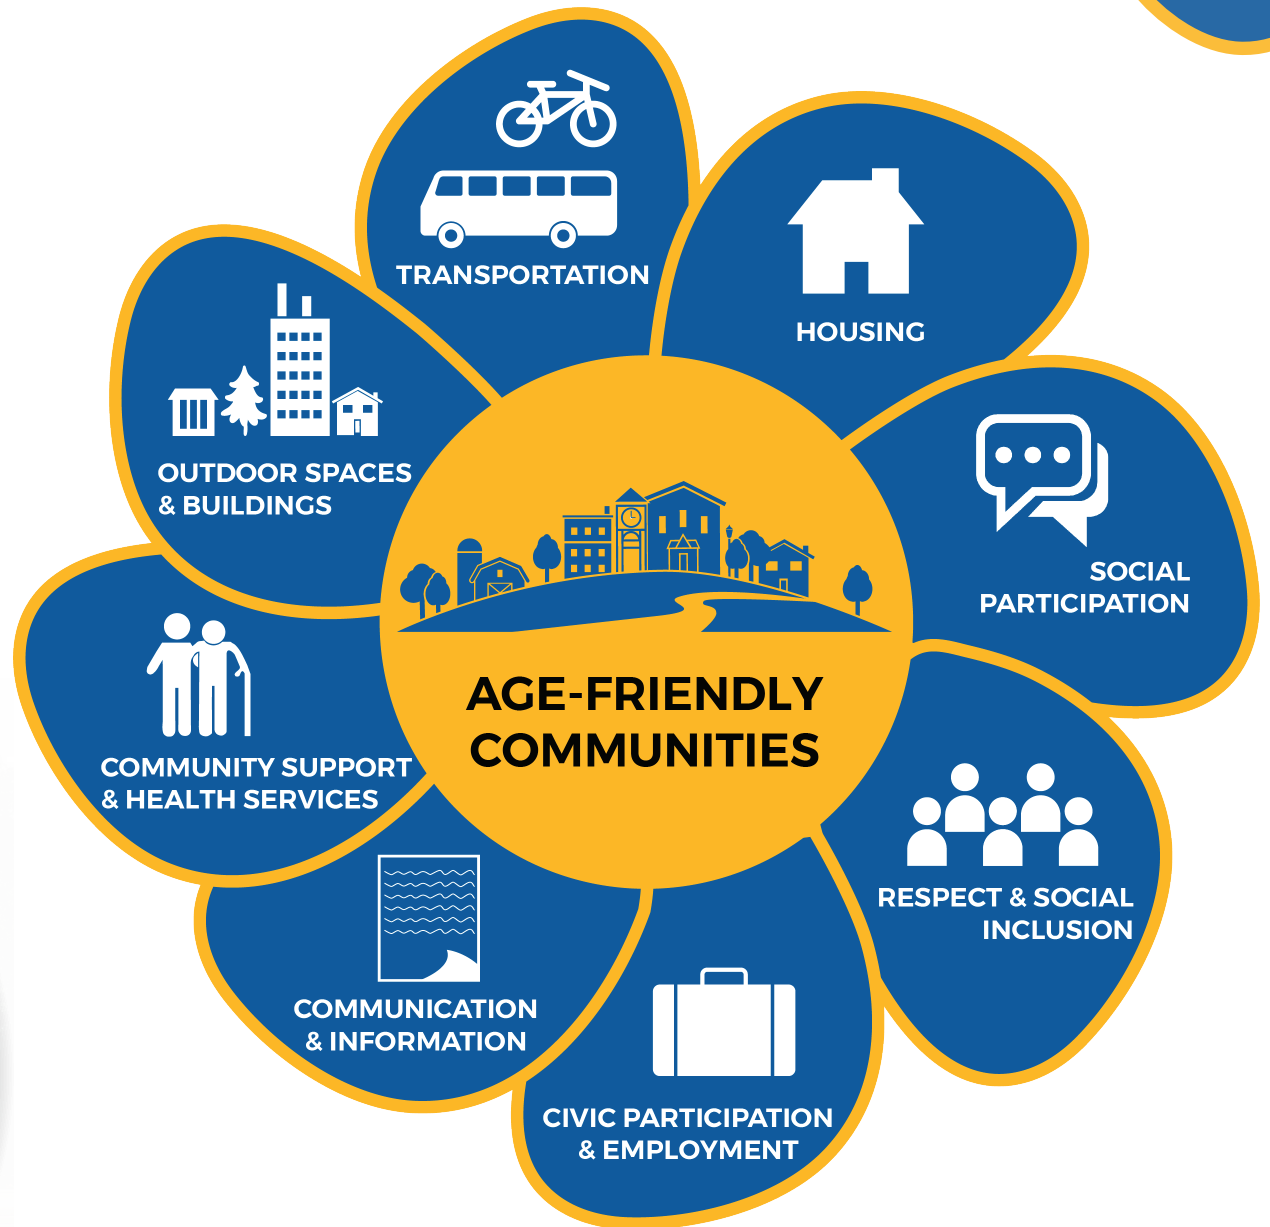 TRANSPORTATION
HOUSING
OUTDOOR SPACES
& BUILDINGS
SOCIAL
PARTICIPATION
AGE-FRIENDLY
COMMUNITIES
COMMUNITY SUPPORT
& HEALTH SERVICES
RESPECT & SOCIAL
INCLUSION
COMMUNICATION
& INFORMATION
CIVIC PARTICIPATION
& EMPLOYMENT